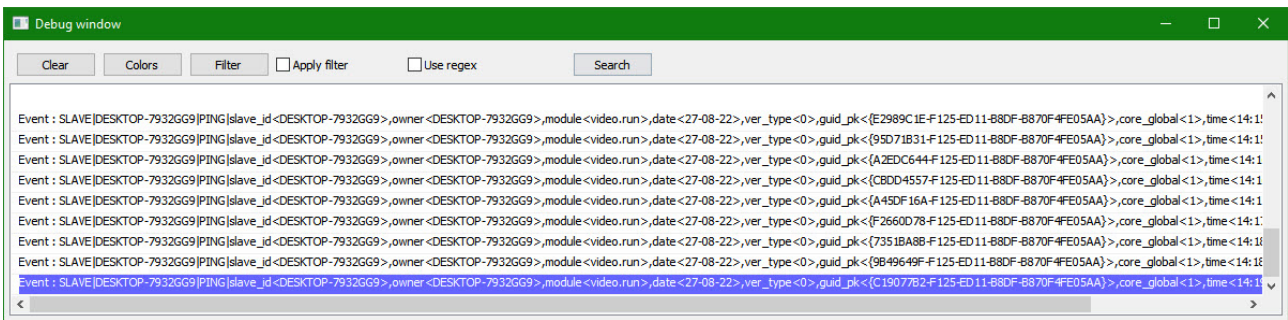 Debug window
Clear Colors Filter Apply filter Use regex Search
Event : SLAVE|DESKTOP-7932GG9|PING|slave_id<DESKTOP-7932GG9>,owner<DESKTOP-7932GG9>,module<video.run>,date<27-08-22>,ver_type<0>,guid_pk<{E2989C1E-F125-ED11-B8DF-B870F4FE05AA}>,core_global<1>,time<14:1
Event : SLAVE|DESKTOP-7932GG9|PING|slave_id<DESKTOP-7932GG9>,owner<DESKTOP-7932GG9>,module<video.run>,date<27-08-22>,ver_type<0>,guid_pk<{95D71B31-F125-ED11-B8DF-B870F4FE05AA}>,core_global<1>,time<14:1
Event : SLAVE|DESKTOP-7932GG9|PING|slave_id<DESKTOP-7932GG9>,owner<DESKTOP-7932GG9>,module<video.run>,date<27-08-22>,ver_type<0>,guid_pk<{A2EDC644-F125-ED11-B8DF-B870F4FE05AA}>,core_global<1>,time<14:1
Event : SLAVE|DESKTOP-7932GG9|PING|slave_id<DESKTOP-7932GG9>,owner<DESKTOP-7932GG9>,module<video.run>,date<27-08-22>,ver_type<0>,guid_pk<{CBDD4557-F125-ED11-B8DF-B870F4FE05AA}>,core_global<1>,time<14:1
Event : SLAVE|DESKTOP-7932GG9|PING|slave_id<DESKTOP-7932GG9>,owner<DESKTOP-7932GG9>,module<video.run>,date<27-08-22>,ver_type<0>,guid_pk<{A45DF16A-F125-ED11-B8DF-B870F4FE05AA}>,core_global<1>,time<14:1
Event : SLAVE|DESKTOP-7932GG9|PING|slave_id<DESKTOP-7932GG9>,owner<DESKTOP-7932GG9>,module<video.run>,date<27-08-22>,ver_type<0>,guid_pk<{F2660D78-F125-ED11-B8DF-B870F4FE05AA}>,core_global<1>,time<14:1
Event : SLAVE|DESKTOP-7932GG9|PING|slave_id<DESKTOP-7932GG9>,owner<DESKTOP-7932GG9>,module<video.run>,date<27-08-22>,ver_type<0>,guid_pk<{7351BA8B-F125-ED11-B8DF-B870F4FE05AA}>,core_global<1>,time<14:18
Event : SLAVE|DESKTOP-7932GG9|PING|slave_id<DESKTOP-7932GG9>,owner<DESKTOP-7932GG9>,module<video.run>,date<27-08-22>,ver_type<0>,guid_pk<{9B49649F-F125-ED11-B8DF-B870F4FE05AA}>,core_global<1>,time<14:18
Event : SLAVE|DESKTOP-7932GG9|PING|slave_id<DESKTOP-7932GG9>,owner<DESKTOP-7932GG9>,module<video.run>,date<27-08-22>,ver_type<0>,guid_pk<{C19077B2-F125-ED11-B8DF-B870F4FE05AA}>,core_global<1>,time<14:1